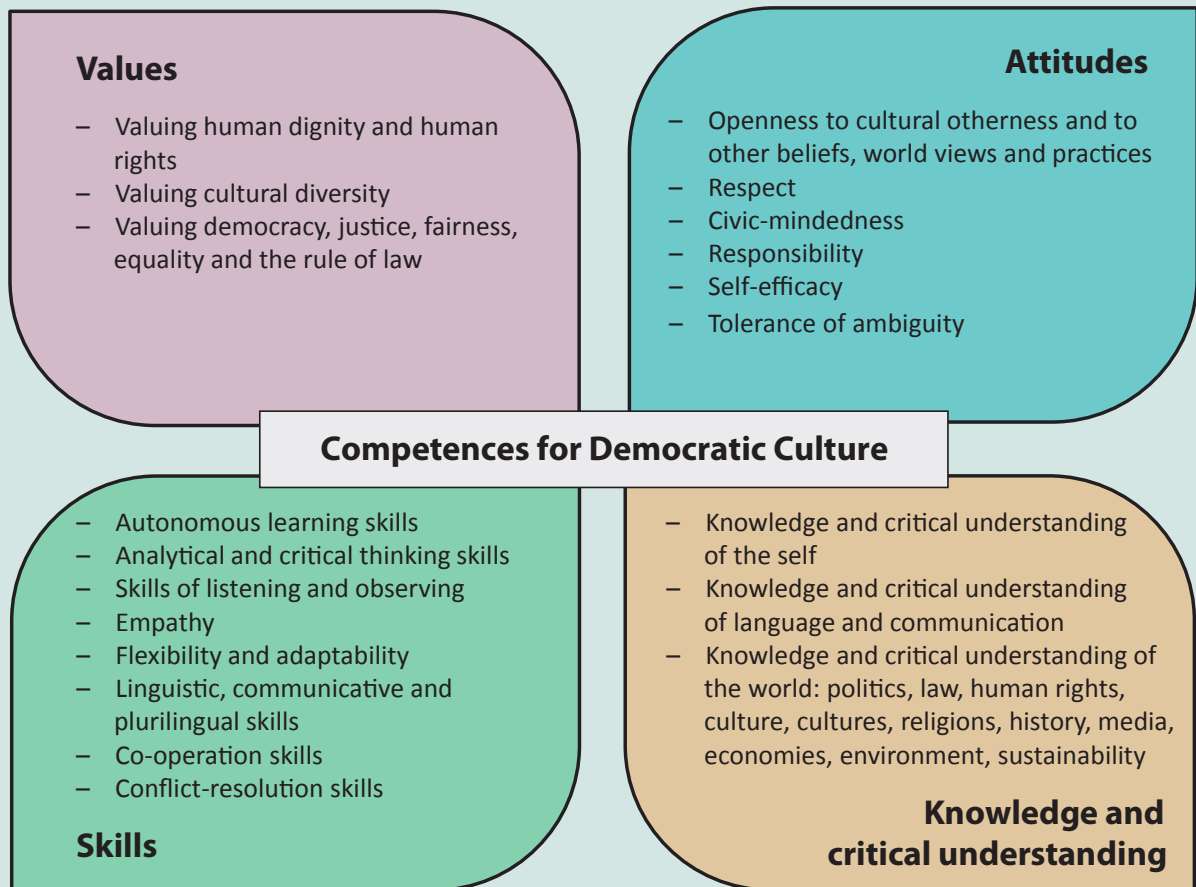 Values
– Valuing human dignity and human
rights
– Valuing cultural diversity
– Valuing democracy, justice, fairness,
equality and the rule of law
Attitudes
– Openness to cultural otherness and to
other beliefs, world views and practices
– Respect
– Civic-mindedness
– Responsibility
– Self-efficacy
– Tolerance of ambiguity
Competences for Democratic Culture
– Autonomous learning skills
– Analytical and critical thinking skills
– Skills of listening and observing
– Empathy
– Flexibility and adaptability
– Linguistic, communicative and
plurilingual skills
– Co-operation skills
– Conflict-resolution skills
Skills
– Knowledge and critical understanding
of the self
– Knowledge and critical understanding
of language and communication
– Knowledge and critical understanding of
the world: politics, law, human rights,
culture, cultures, religions, history, media,
economies, environment, sustainability
Knowledge and
critical understanding